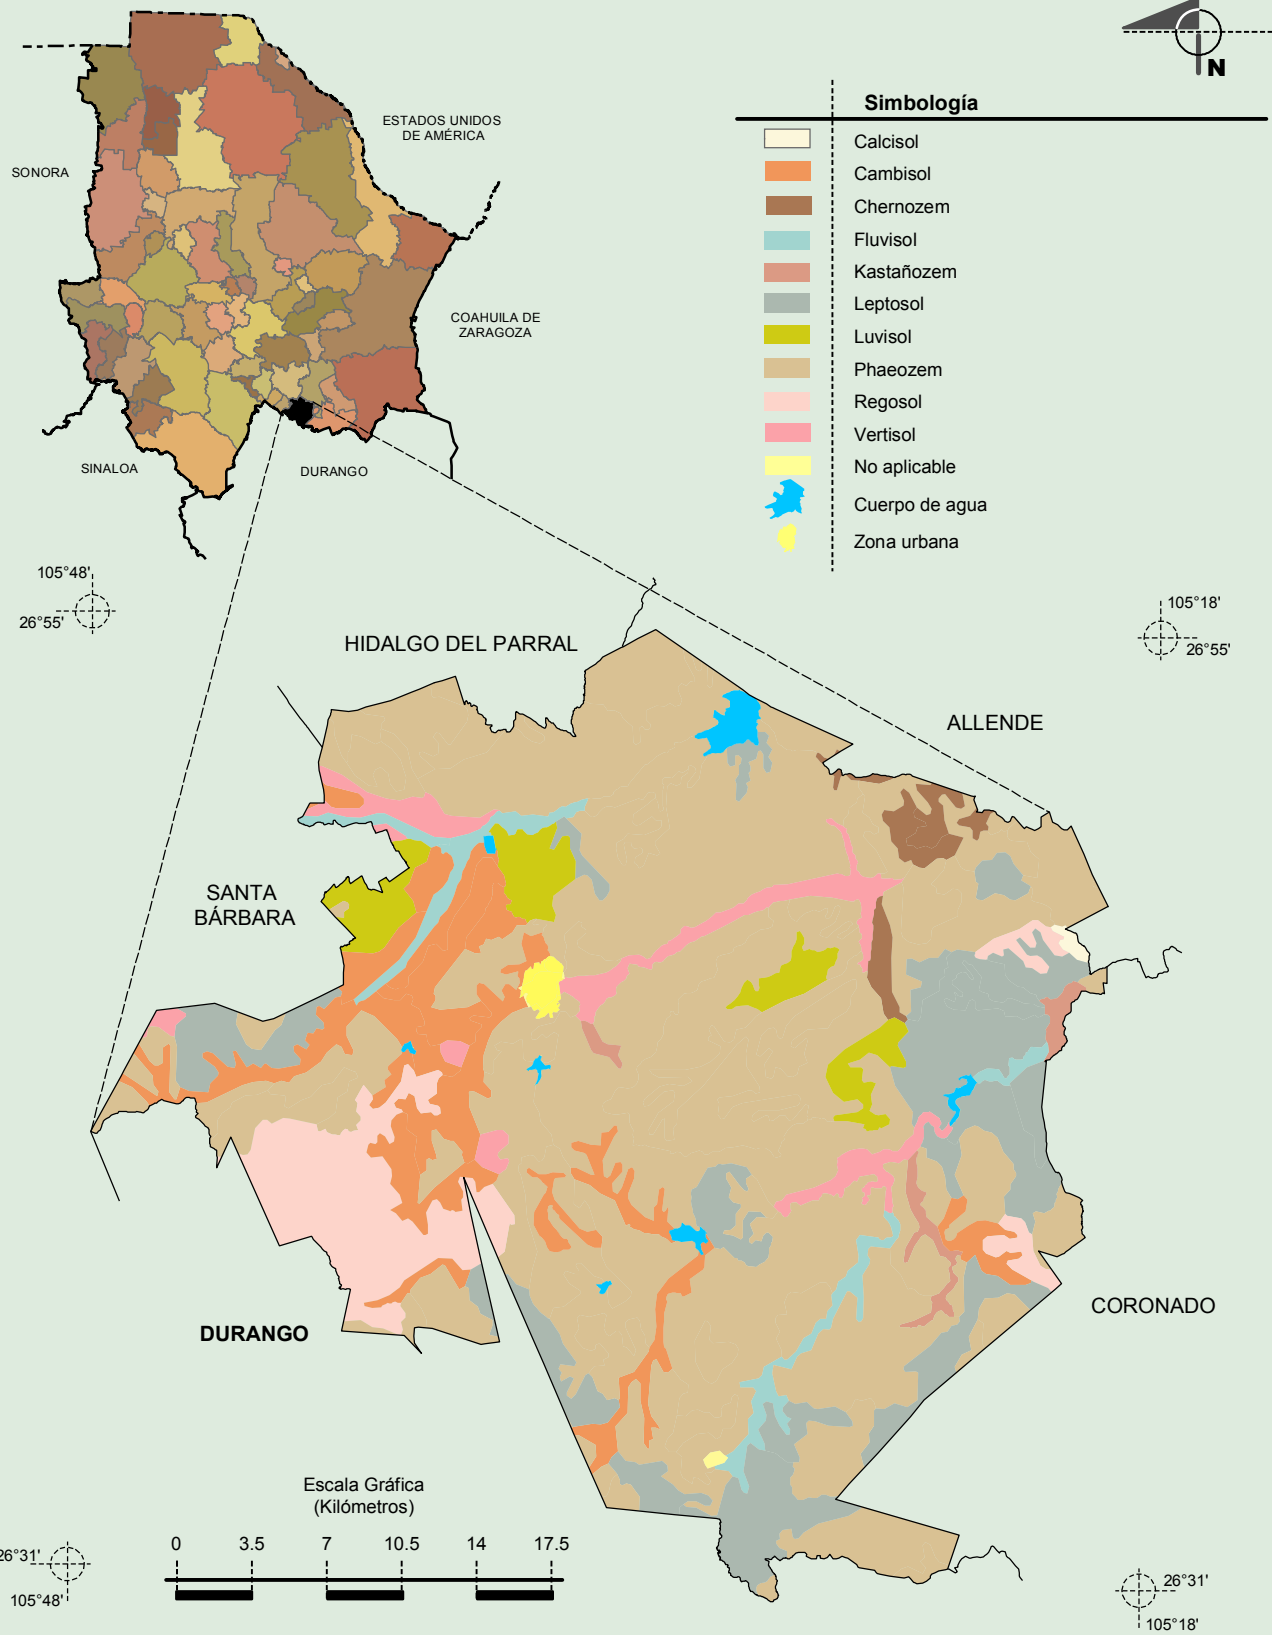 N
ESTADOS UNIDOS
DE AMÉRICA
SONORA
COAHUILA DE
ZARAGOZA
SINALOA
DURANGO
Simbología
Calcisol
Cambisol
Chernozem
Fluvisol
Kastañozem
Leptosol
Luvisol
Phaeozem
Regosol
Vertisol
No aplicable
Cuerpo de agua
Zona urbana
105°48'
26°55'
105°18'
26°55'
HIDALGO DEL PARRAL
ALLENDE
SANTA
BÁRBARA
DURANGO
CORONADO
Escala Gráfica
(Kilómetros)
0 3.5 7 10.5 14 17.5
26°31'
105°48'
26°31'
105°18'